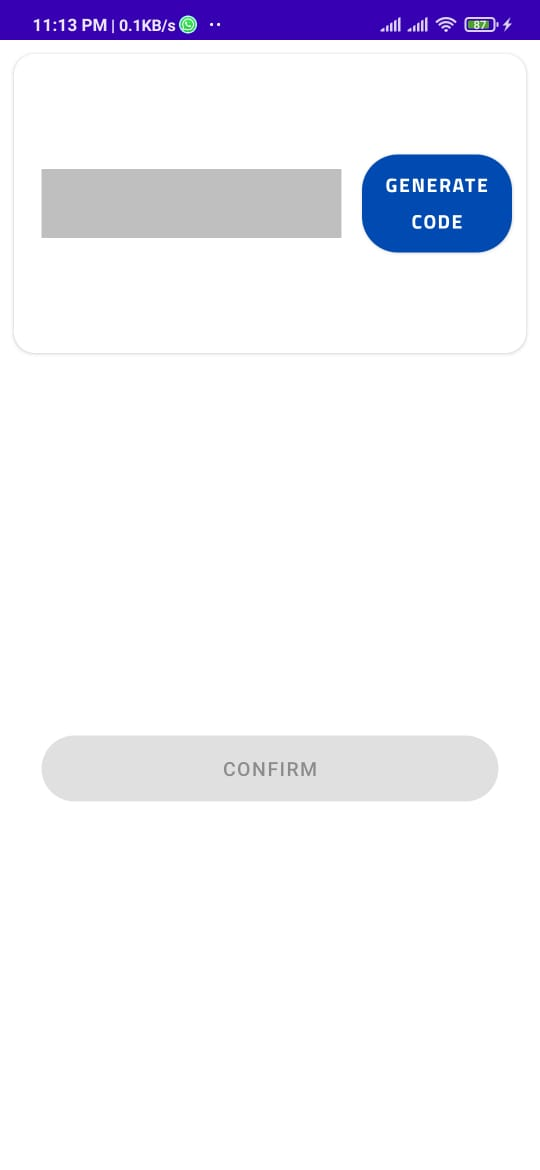 11:13 PM | 0.1KB/s
87
GENERATE
CODE
CONFIRM